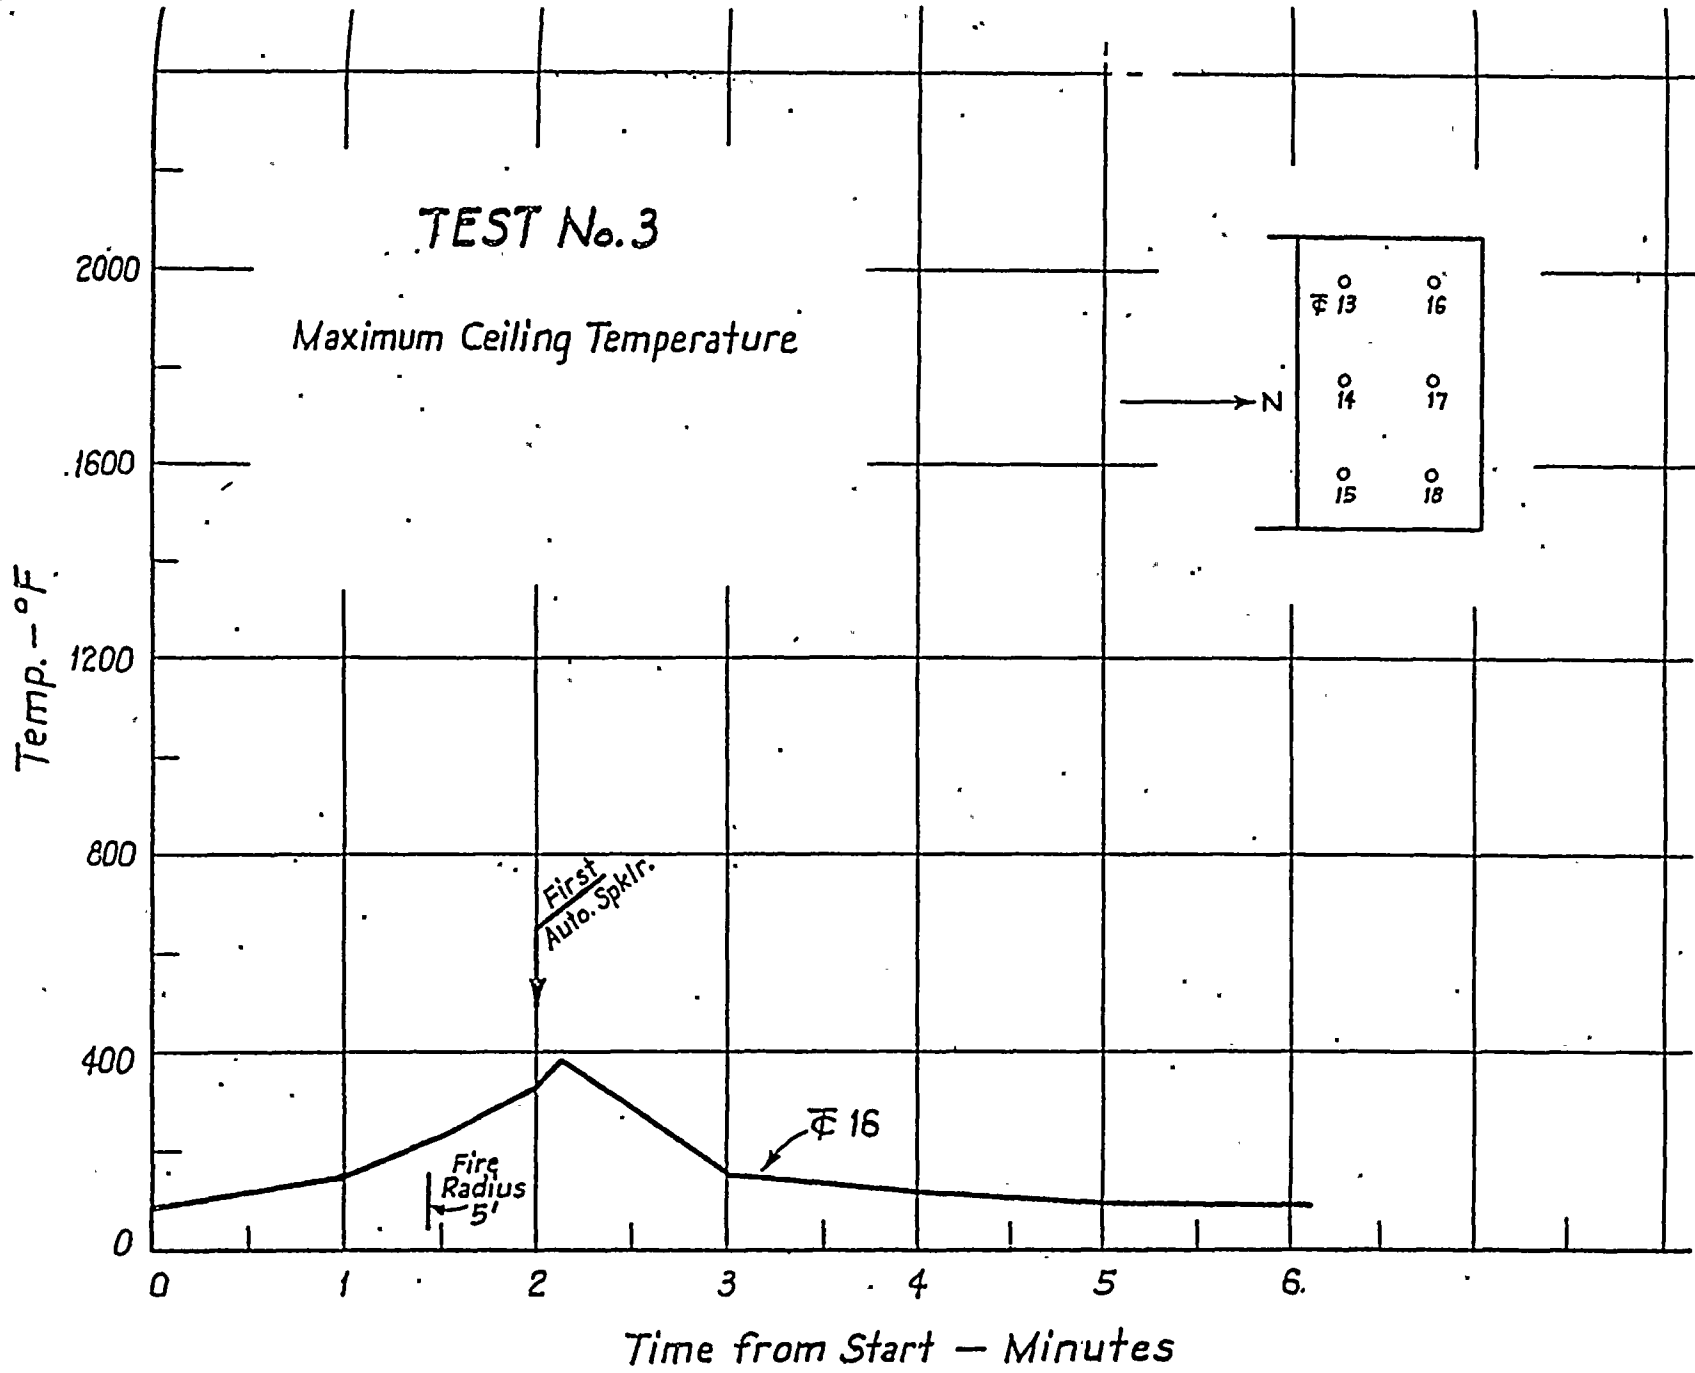 TEST No. 3
Maximum Ceiling Temperature
2000
1600
1200
800
400
0
Temp. — °F
T̅C 13
16
14
17
15
18
N
First
Auto. Spklr.
Fire
Radius
5'
T̅C 16
0 1 2 3 4 5 6
Time from Start — Minutes